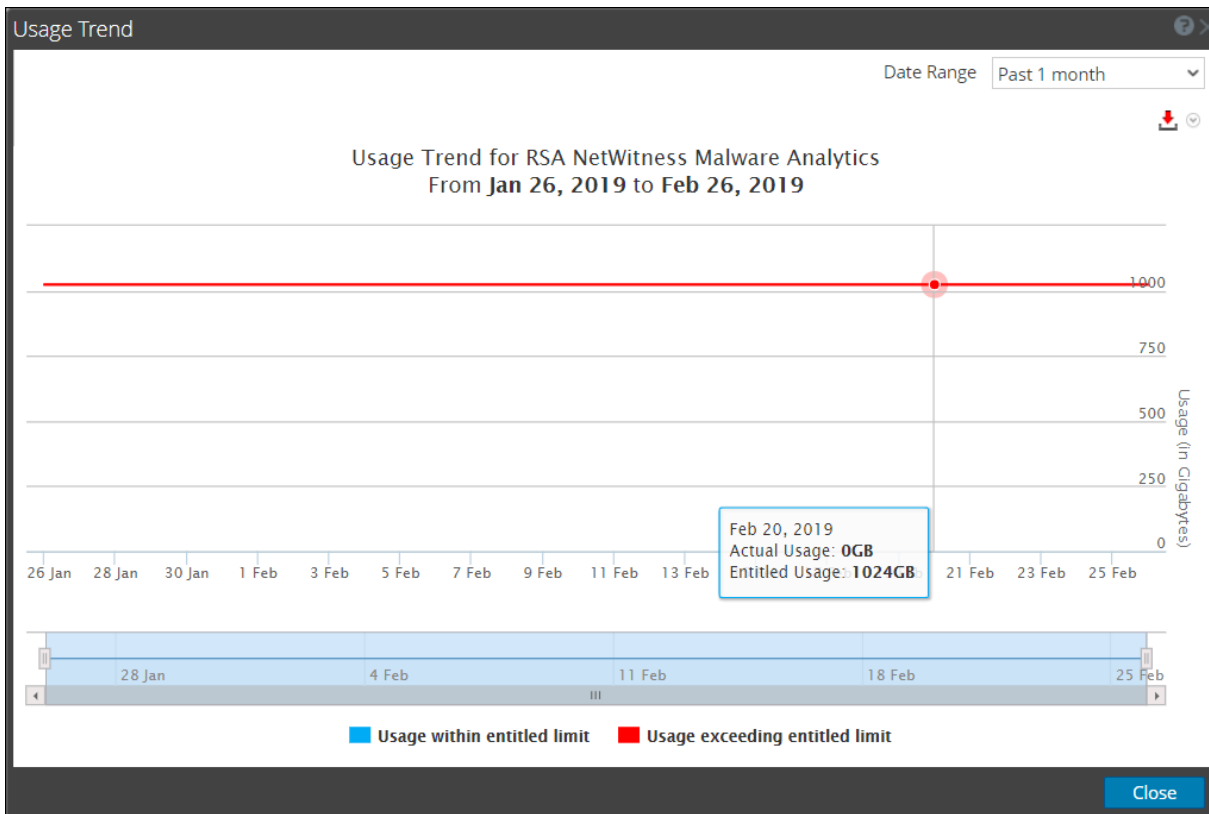 Usage Trend
Date Range Past 1 month
Usage Trend for RSA NetWitness Malware Analytics
From Jan 26, 2019 to Feb 26, 2019
1000
750
500
250
0
Usage (in Gigabytes)
Feb 20, 2019
Actual Usage: 0GB
Entitled Usage: 1024GB
26 Jan 28 Jan 30 Jan 1 Feb 3 Feb 5 Feb 7 Feb 9 Feb 11 Feb 13 Feb 21 Feb 23 Feb 25 Feb
28 Jan 4 Feb 11 Feb 18 Feb 25 Feb
Usage within entitled limit Usage exceeding entitled limit
Close